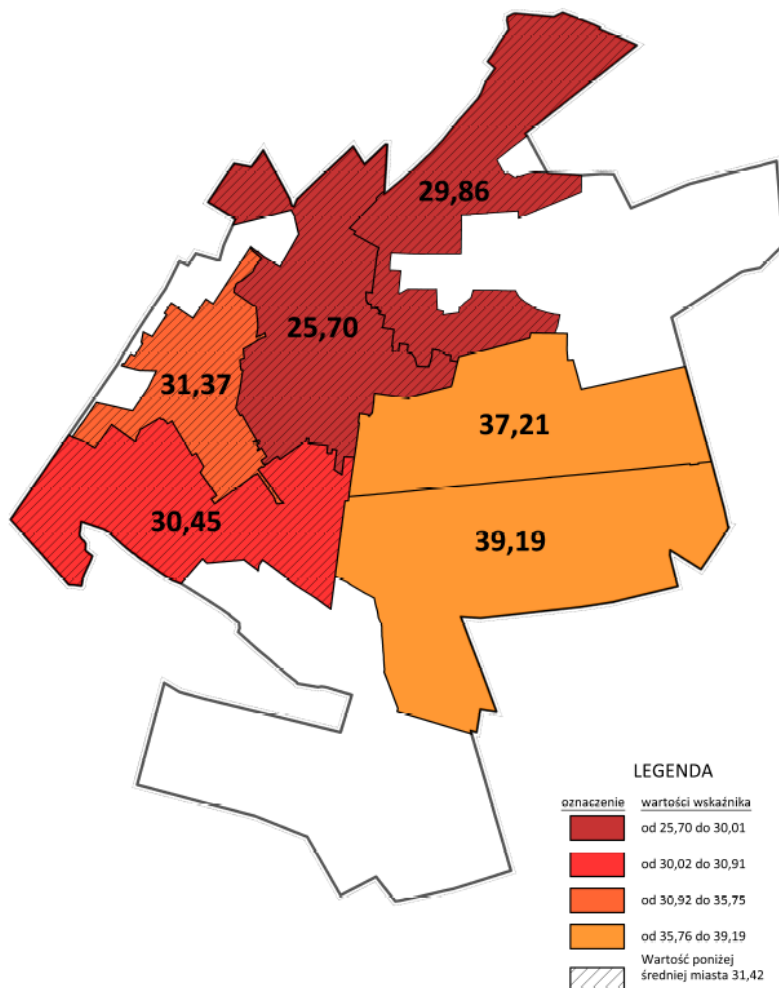 29,86
25,70
31,37
37,21
30,45
39,19
LEGENDA
oznaczenie wartości wskaźnika
od 25,70 do 30,01
od 30,02 do 30,91
od 30,92 do 35,75
od 35,76 do 39,19
Wartość poniżej
średniej miasta 31,42